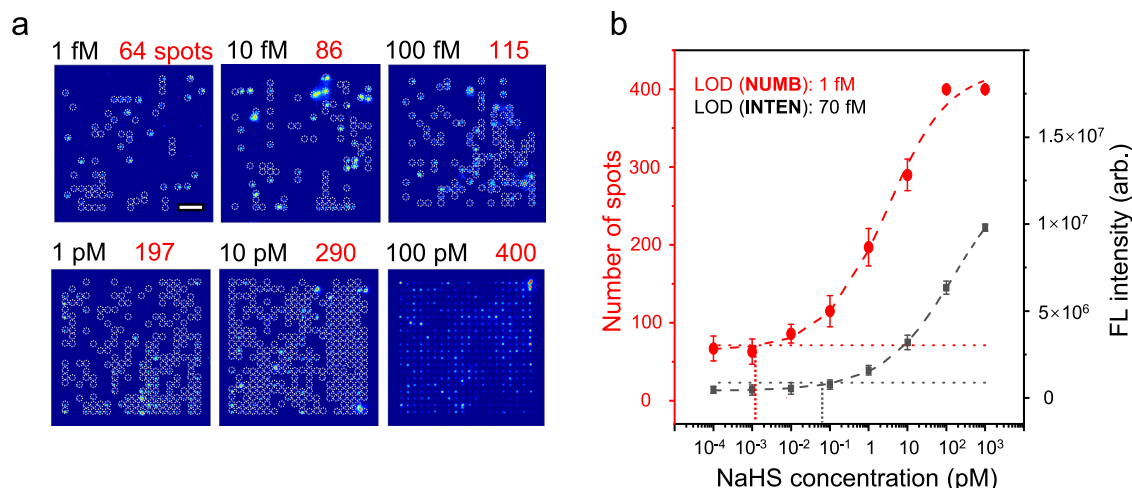 a
1 fM 64 spots 10 fM 86 100 fM 115
1 pM 197 10 pM 290 100 pM 400
b
LOD (NUMB): 1 fM
LOD (INTEN): 70 fM
Number of spots
400
300
200
100
0
1.5×10⁷
1×10⁷
5×10⁶
0
FL intensity (arb.)
10⁻⁴ 10⁻³ 10⁻² 10⁻¹ 1 10 10² 10³
NaHS concentration (pM)